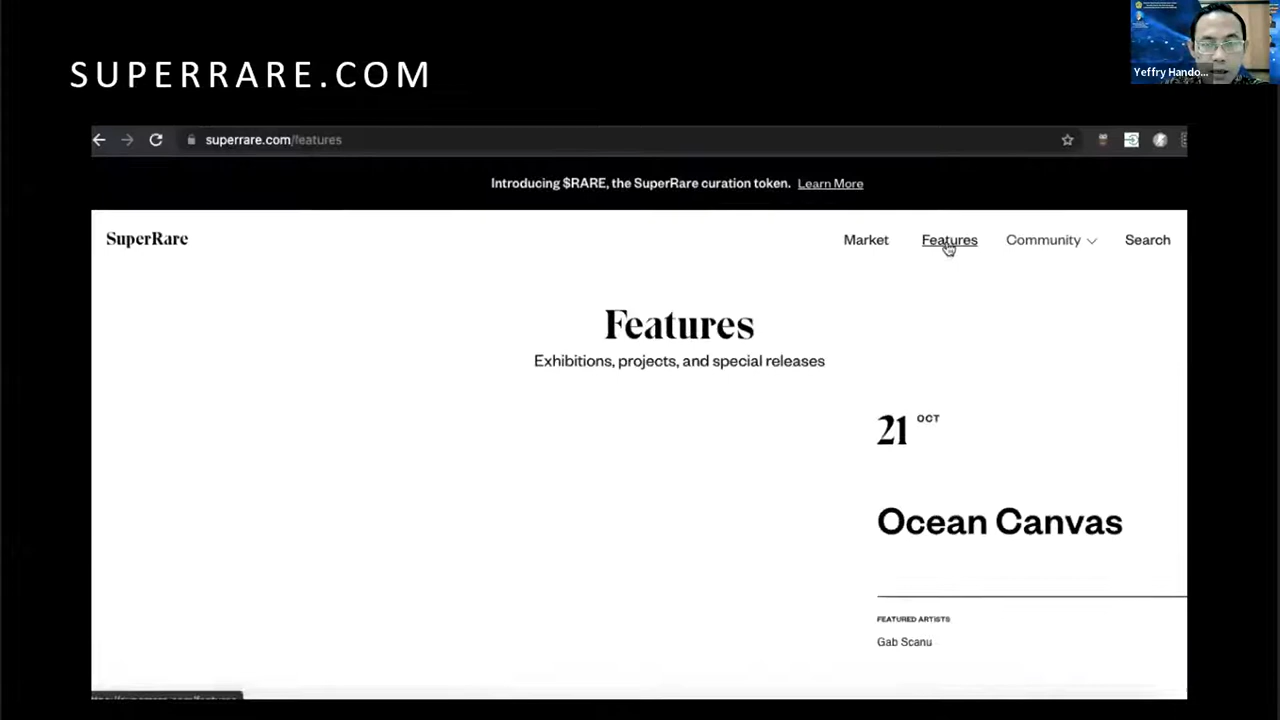 SUPERRARE.COM
Yeffry Hando...
superrare.com/features
Introducing $RARE, the SuperRare curation token. Learn More
SuperRare
Market Features Community Search
Features
Exhibitions, projects, and special releases
21 OCT
Ocean Canvas
FEATURED ARTISTS
Gab Scanu